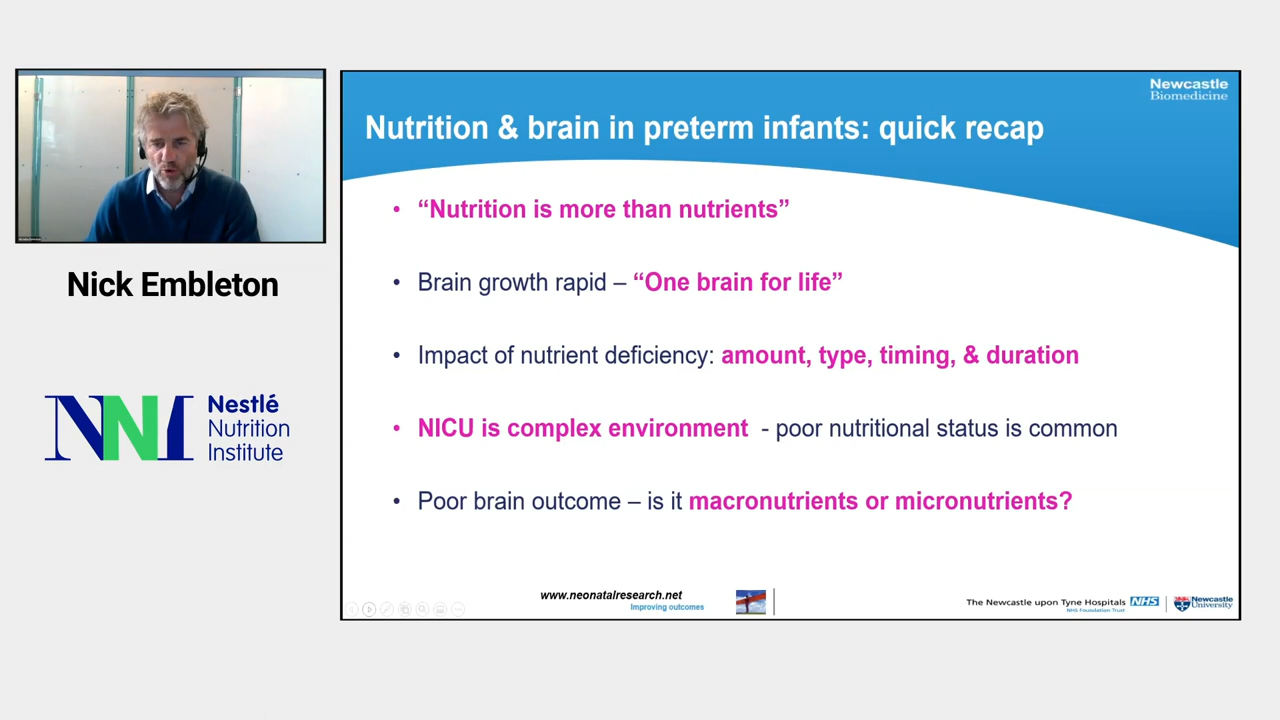 Newcastle
Biomedicine
Nutrition & brain in preterm infants: quick recap
• “Nutrition is more than nutrients”
• Brain growth rapid – “One brain for life”
• Impact of nutrient deficiency: amount, type, timing, & duration
• NICU is complex environment - poor nutritional status is common
• Poor brain outcome – is it macronutrients or micronutrients?
Nick Embleton
NNI
Nestlé
Nutrition
Institute
www.neonatalresearch.net
Improving outcomes
The Newcastle upon Tyne Hospitals NHS
NHS Foundation Trust
Newcastle
University